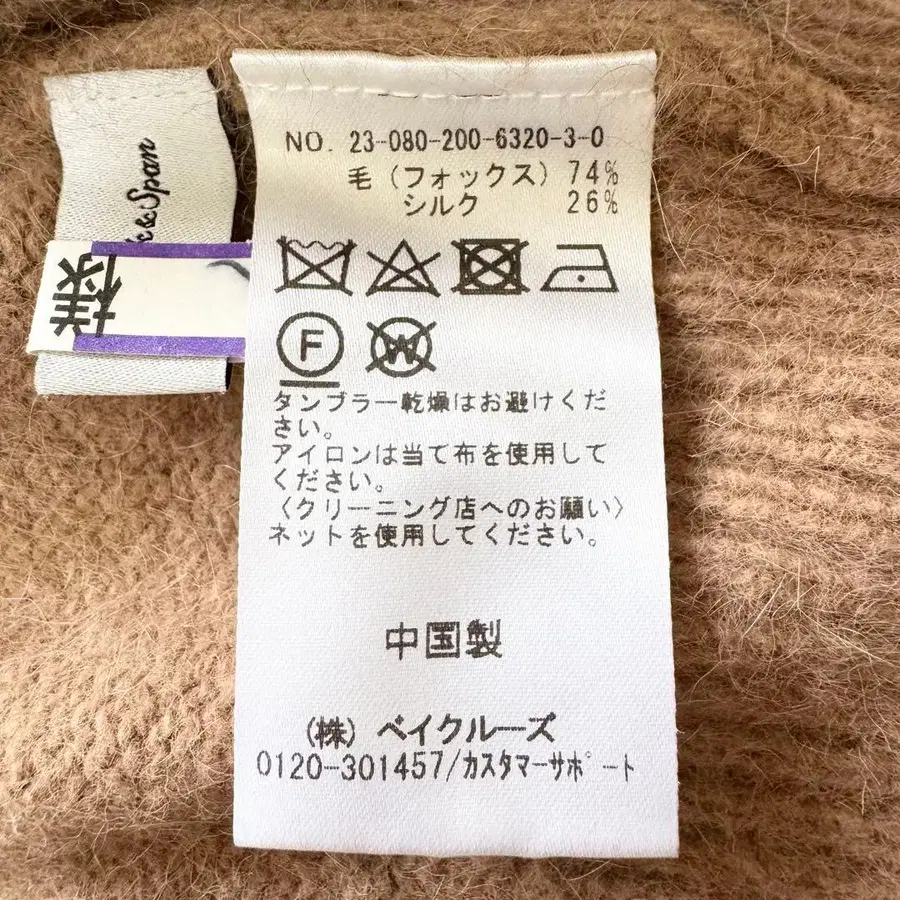 & Span
様
NO. 23-080-200-6320-3-0
毛(フォックス) 74%
シルク 26%
F
W
タンブラー乾燥はお避けくだ
さい。
アイロンは当て布を使用して
ください。
〈クリーニング店へのお願い〉
ネットを使用してください。
中国製
(株) ベイクルーズ
0120-301457/カスタマーサポート